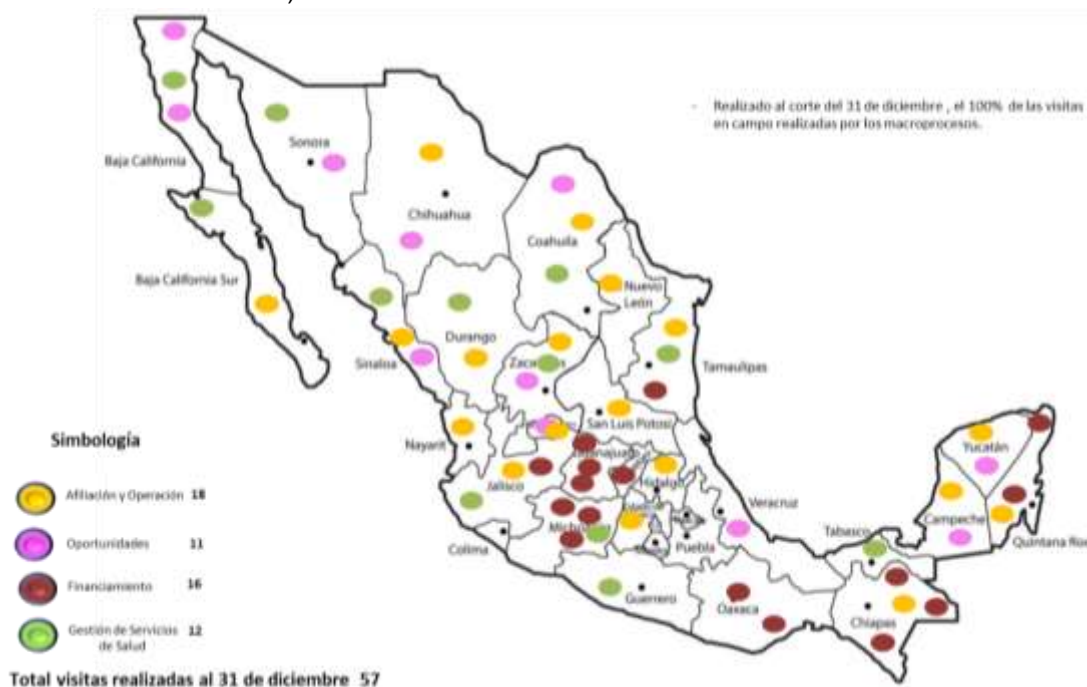 - Realizado al corte del 31 de diciembre , el 100% de las visitas
en campo realizadas por los macroprocesos.
Baja California
Sonora
Chihuahua
Coahuila
Baja California Sur
Nuevo
León
Durango
Sinaloa
Tamaulipas
San Luis Potosí
Nayarit
Yucatán
Jalisco
Hidalgo
Veracruz
Campeche
Quintana Roo
Tabasco
Colima
Puebla
Guerrero
Oaxaca
Chiapas
Simbología
Afiliación y Operación 18
Oportunidades 11
Financiamiento 16
Gestión de Servicios 12
de Salud
Total visitas realizadas al 31 de diciembre 57